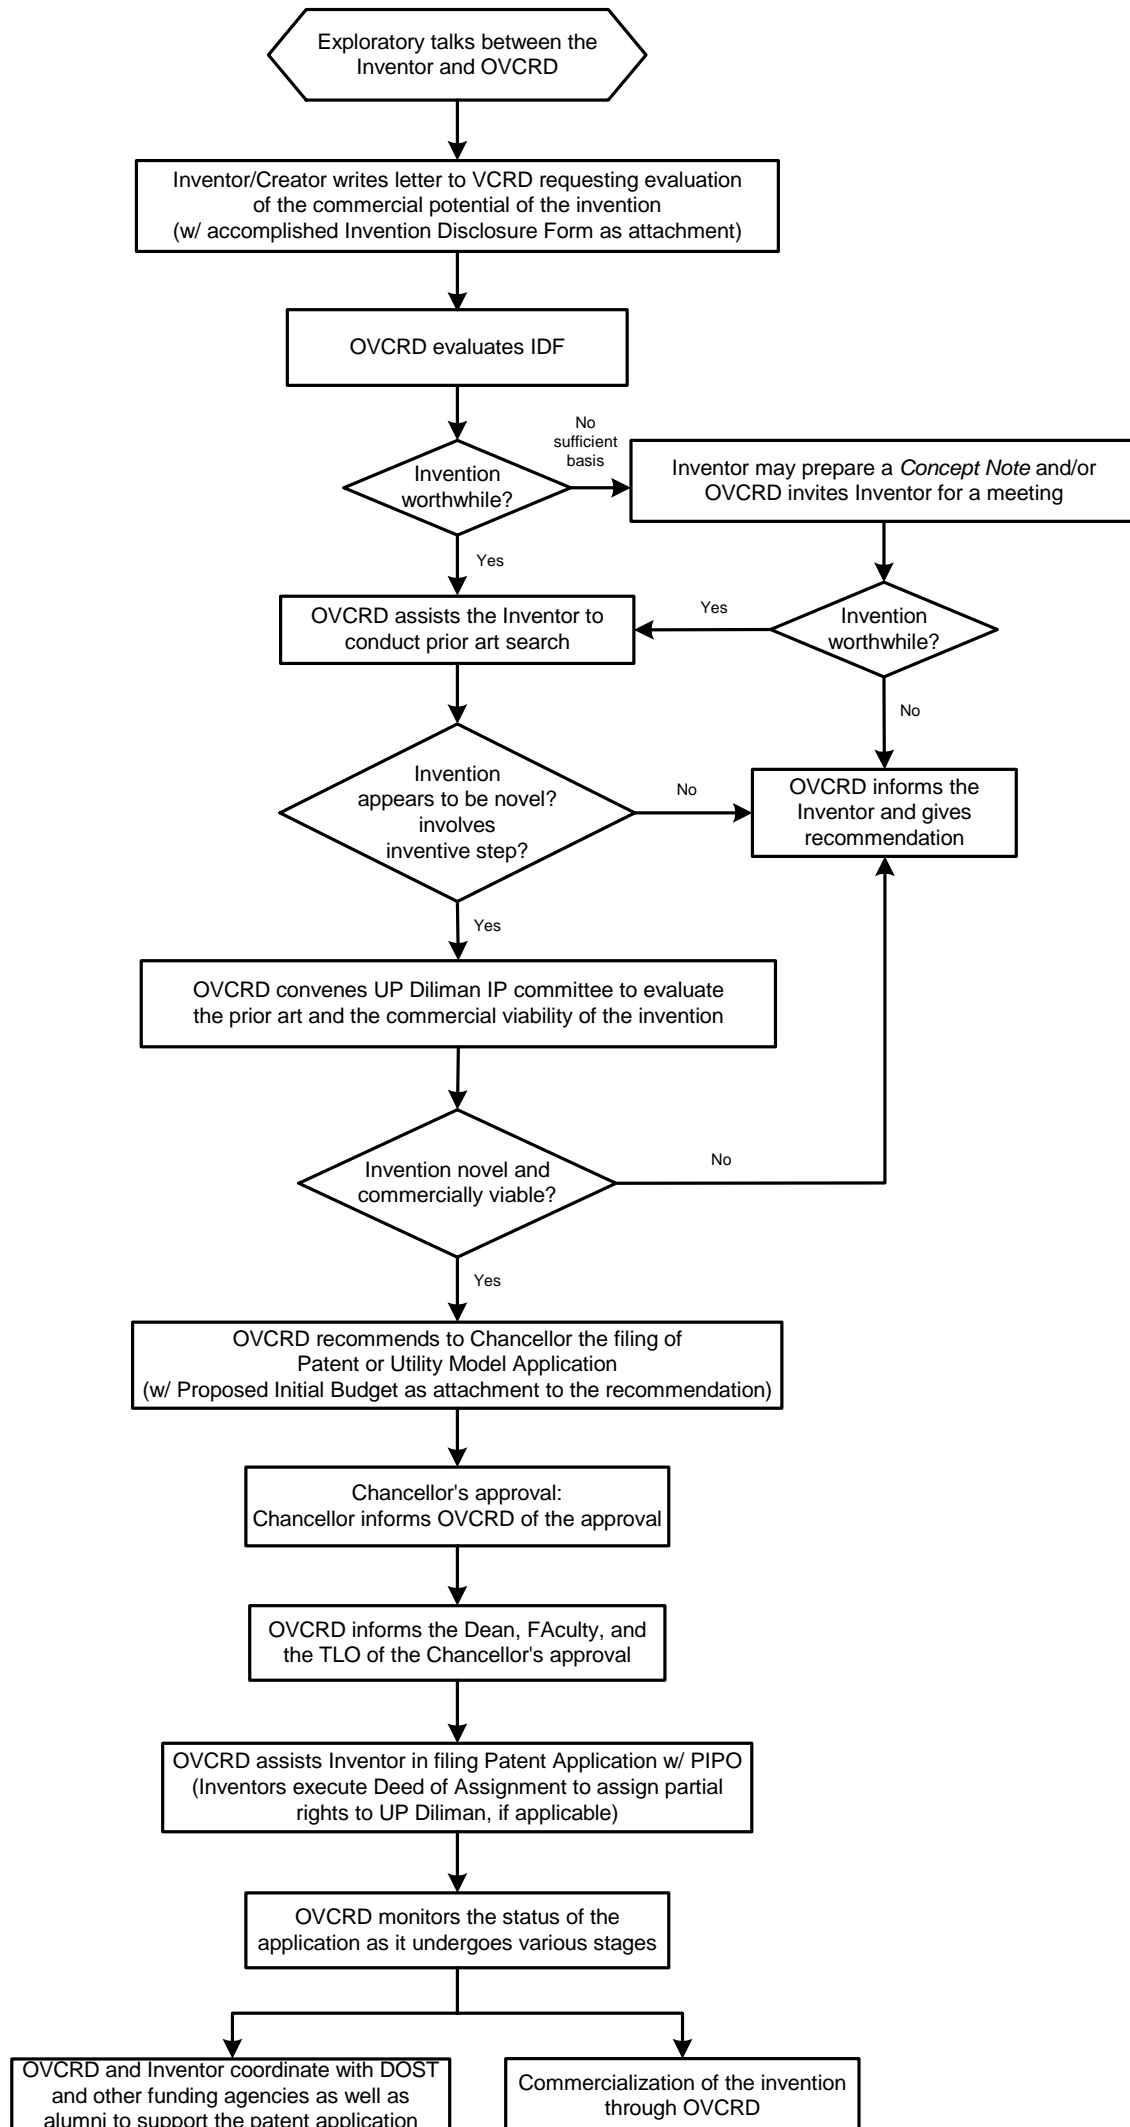 Exploratory talks between the
Inventor and OVCRD
Inventor/Creator writes letter to VCRD requesting evaluation
of the commercial potential of the invention
(w/ accomplished Invention Disclosure Form as attachment)
OVCRD evaluates IDF
No
sufficient
basis
Invention
worthwhile?
Inventor may prepare a Concept Note and/or
OVCRD invites Inventor for a meeting
Yes
OVCRD assists the Inventor to
conduct prior art search
Yes
Invention
worthwhile?
No
Invention
appears to be novel?
involves
inventive step?
No
OVCRD informs the
Inventor and gives
recommendation
Yes
OVCRD convenes UP Diliman IP committee to evaluate
the prior art and the commercial viability of the invention
Invention novel and
commercially viable?
No
Yes
OVCRD recommends to Chancellor the filing of
Patent or Utility Model Application
(w/ Proposed Initial Budget as attachment to the recommendation)
Chancellor's approval:
Chancellor informs OVCRD of the approval
OVCRD informs the Dean, FAculty, and
the TLO of the Chancellor's approval
OVCRD assists Inventor in filing Patent Application w/ PIPO
(Inventors execute Deed of Assignment to assign partial
rights to UP Diliman, if applicable)
OVCRD monitors the status of the
application as it undergoes various stages
OVCRD and Inventor coordinate with DOST
and other funding agencies as well as
alumni to support the patent application
Commercialization of the invention
through OVCRD